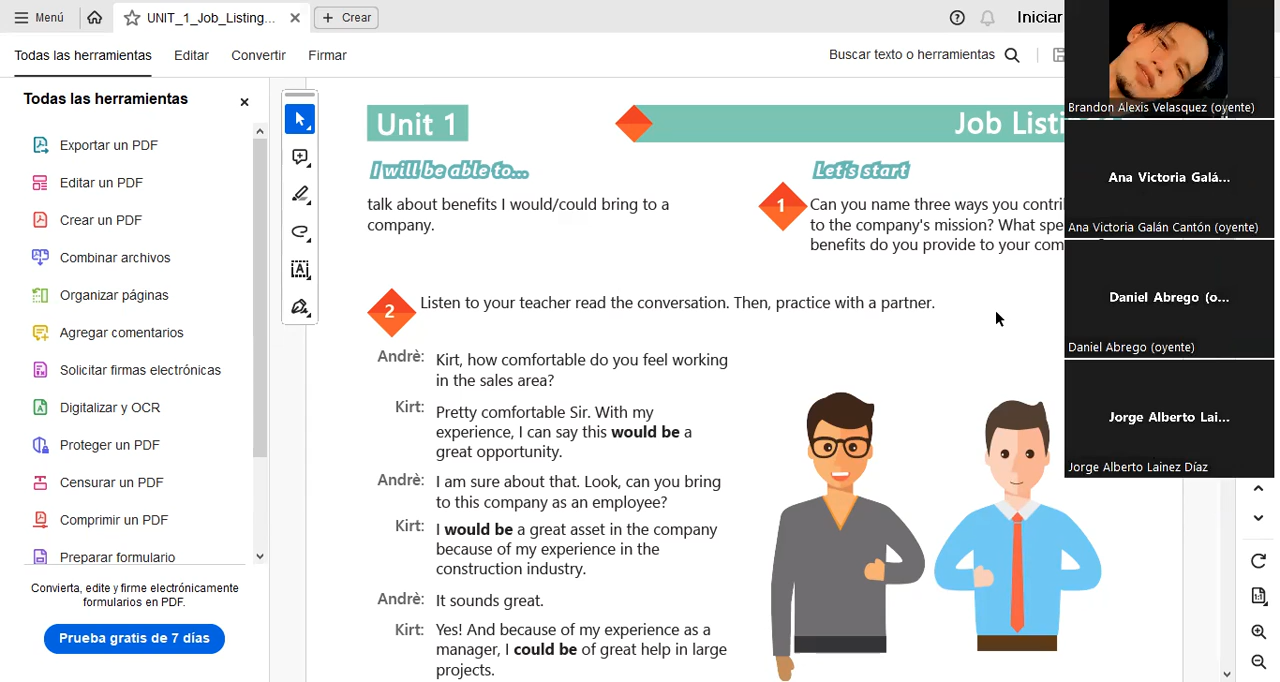 Menú
UNIT_1_Job_Listing...
Crear
Iniciar
Todas las herramientas
Editar
Convertir
Firmar
Buscar texto o herramientas
Todas las herramientas
Exportar un PDF
Editar un PDF
Crear un PDF
Combinar archivos
Organizar páginas
Agregar comentarios
Solicitar firmas electrónicas
Digitalizar y OCR
Proteger un PDF
Censurar un PDF
Comprimir un PDF
Preparar formulario
Convierta, edite y firme electrónicamente
formularios en PDF.
Prueba gratis de 7 días
Unit 1
Job Listi
I will be able to...
talk about benefits I would/could bring to a
company.
Let's start
1
Can you name three ways you contri
to the company's mission? What spe
benefits do you provide to your com
2
Listen to your teacher read the conversation. Then, practice with a partner.
Andrè: Kirt, how comfortable do you feel working
in the sales area?
Kirt: Pretty comfortable Sir. With my
experience, I can say this would be a
great opportunity.
Andrè: I am sure about that. Look, can you bring
to this company as an employee?
Kirt: I would be a great asset in the company
because of my experience in the
construction industry.
Andrè: It sounds great.
Kirt: Yes! And because of my experience as a
manager, I could be of great help in large
projects.
Brandon Alexis Velasquez (oyente)
Ana Victoria Galá...
Ana Victoria Galán Cantón (oyente)
Daniel Abrego (o...
Daniel Abrego (oyente)
Jorge Alberto Lai...
Jorge Alberto Lainez Díaz